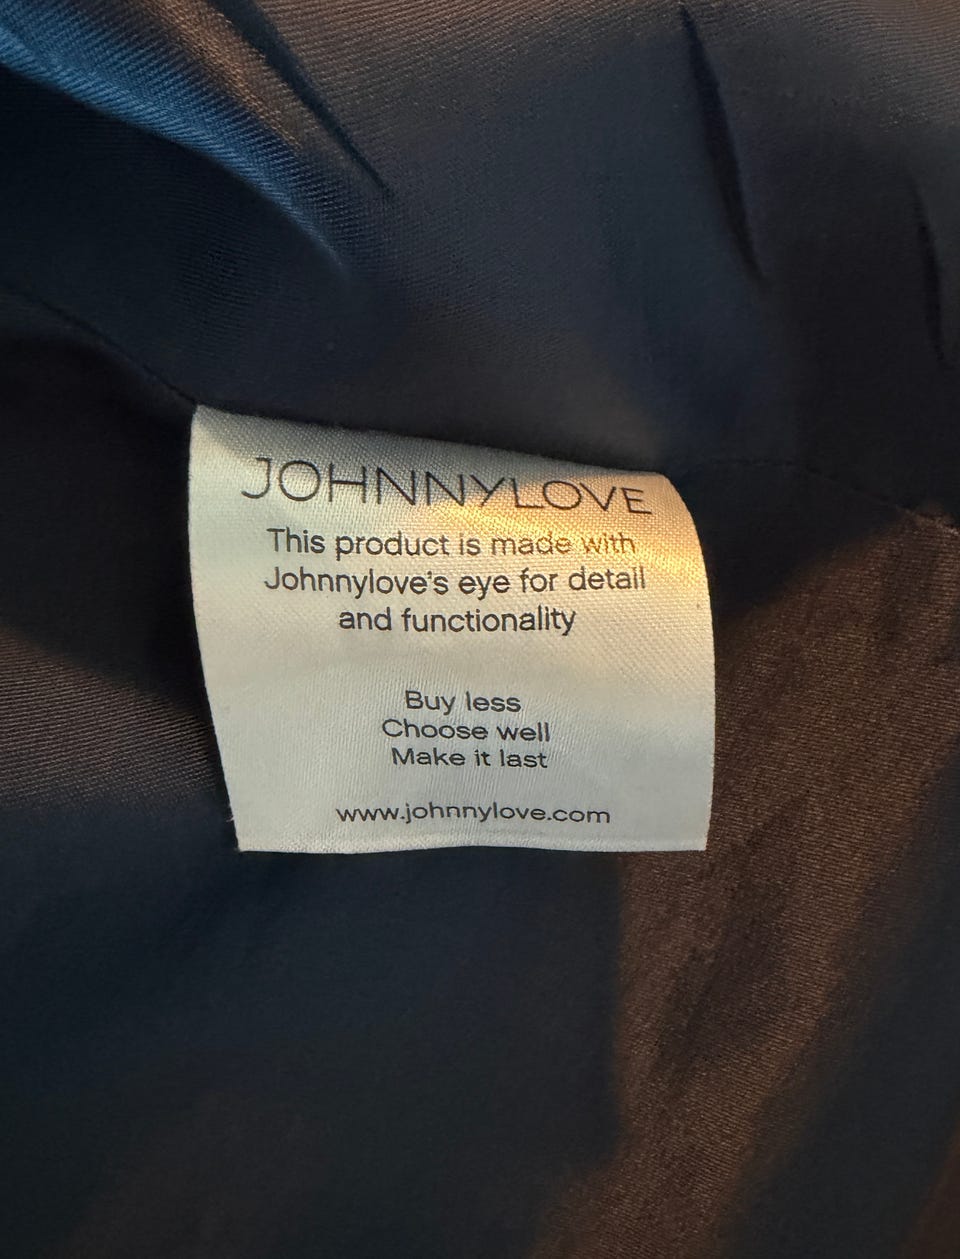 JOHNNYLOVE
This product is made with
Johnnylove's eye for detail
and functionality
Buy less
Choose well
Make it last
www.johnnylove.com